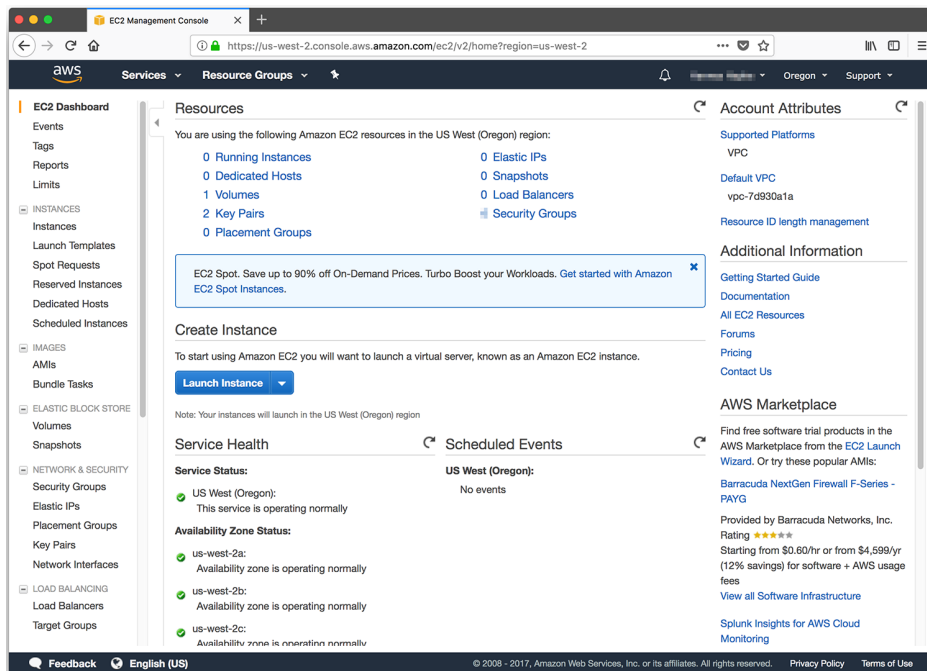 EC2 Management Console
https://us-west-2.console.aws.amazon.com/ec2/v2/home?region=us-west-2
aws
Services
Resource Groups
Oregon
Support
EC2 Dashboard
Events
Tags
Reports
Limits
INSTANCES
Instances
Launch Templates
Spot Requests
Reserved Instances
Dedicated Hosts
Scheduled Instances
IMAGES
AMIs
Bundle Tasks
ELASTIC BLOCK STORE
Volumes
Snapshots
NETWORK & SECURITY
Security Groups
Elastic IPs
Placement Groups
Key Pairs
Network Interfaces
LOAD BALANCING
Load Balancers
Target Groups
Resources
You are using the following Amazon EC2 resources in the US West (Oregon) region:
0 Running Instances
0 Dedicated Hosts
1 Volumes
2 Key Pairs
0 Placement Groups
0 Elastic IPs
0 Snapshots
0 Load Balancers
Security Groups
EC2 Spot. Save up to 90% off On-Demand Prices. Turbo Boost your Workloads. Get started with Amazon
EC2 Spot Instances.
Create Instance
To start using Amazon EC2 you will want to launch a virtual server, known as an Amazon EC2 instance.
Launch Instance
Note: Your instances will launch in the US West (Oregon) region
Service Health
Service Status:
US West (Oregon):
This service is operating normally
Availability Zone Status:
us-west-2a:
Availability zone is operating normally
us-west-2b:
Availability zone is operating normally
us-west-2c:
Availability zone is operating normally
Scheduled Events
US West (Oregon):
No events
Account Attributes
Supported Platforms
VPC
Default VPC
vpc-7d930a1a
Resource ID length management
Additional Information
Getting Started Guide
Documentation
All EC2 Resources
Forums
Pricing
Contact Us
AWS Marketplace
Find free software trial products in the
AWS Marketplace from the EC2 Launch
Wizard. Or try these popular AMIs:
Barracuda NextGen Firewall F-Series -
PAYG
Provided by Barracuda Networks, Inc.
Rating
Starting from $0.60/hr or from $4,599/yr
(12% savings) for software + AWS usage
fees
View all Software Infrastructure
Splunk Insights for AWS Cloud
Monitoring
Feedback
English (US)
© 2008 - 2017, Amazon Web Services, Inc. or its affiliates. All rights reserved.
Privacy Policy
Terms of Use